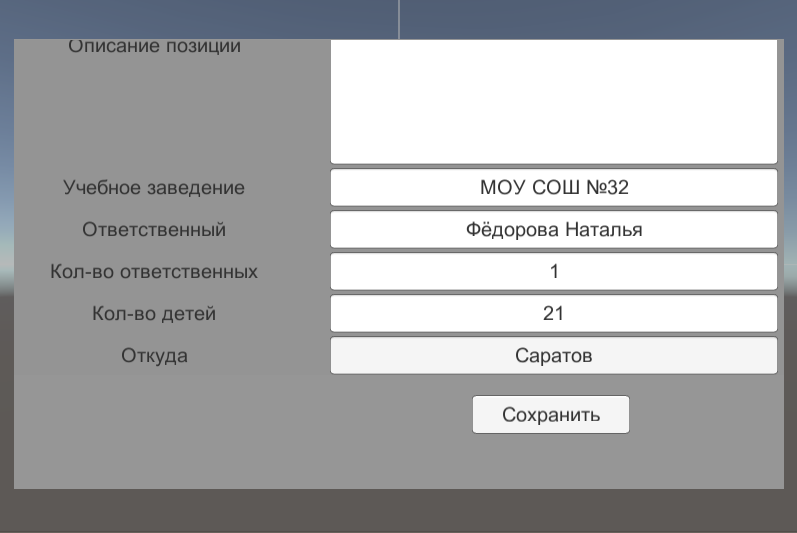 Описание позиции
Учебное заведение МОУ СОШ №32
Ответственный Фёдорова Наталья
Кол-во ответственных 1
Кол-во детей 21
Откуда Саратов
Сохранить